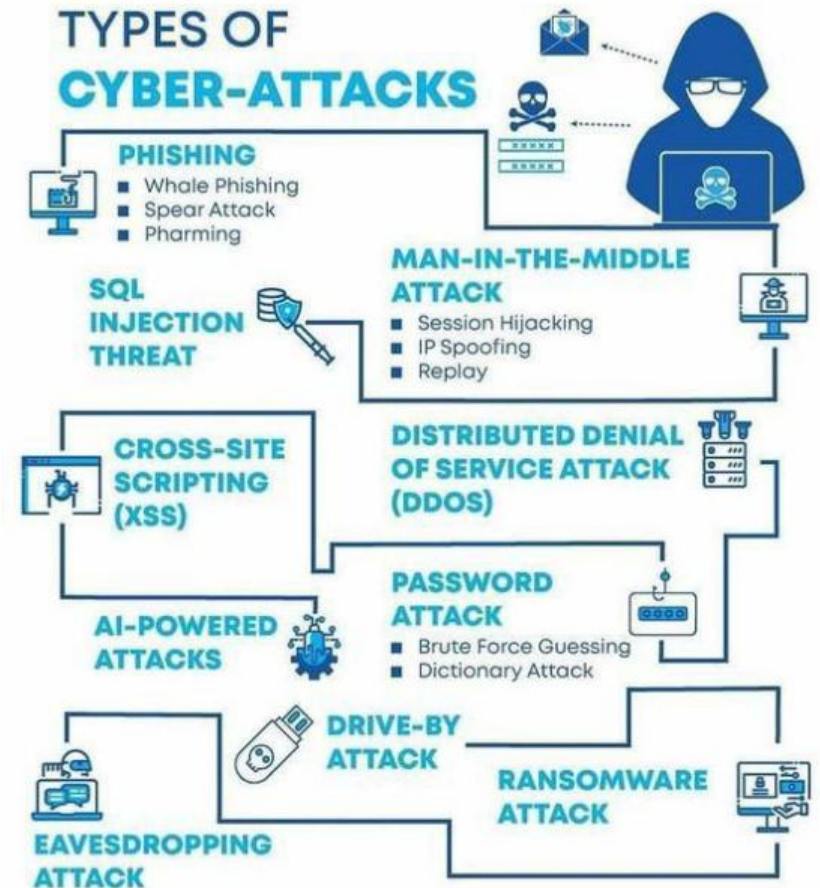 TYPES OF
CYBER-ATTACKS
PHISHING
Whale Phishing
Spear Attack
Pharming
MAN-IN-THE-MIDDLE
ATTACK
Session Hijacking
IP Spoofing
Replay
SQL
INJECTION
THREAT
CROSS-SITE
SCRIPTING
(XSS)
DISTRIBUTED DENIAL
OF SERVICE ATTACK
(DDOS)
PASSWORD
ATTACK
Brute Force Guessing
Dictionary Attack
AI-POWERED
ATTACKS
DRIVE-BY
ATTACK
RANSOMWARE
ATTACK
EAVESDROPPING
ATTACK